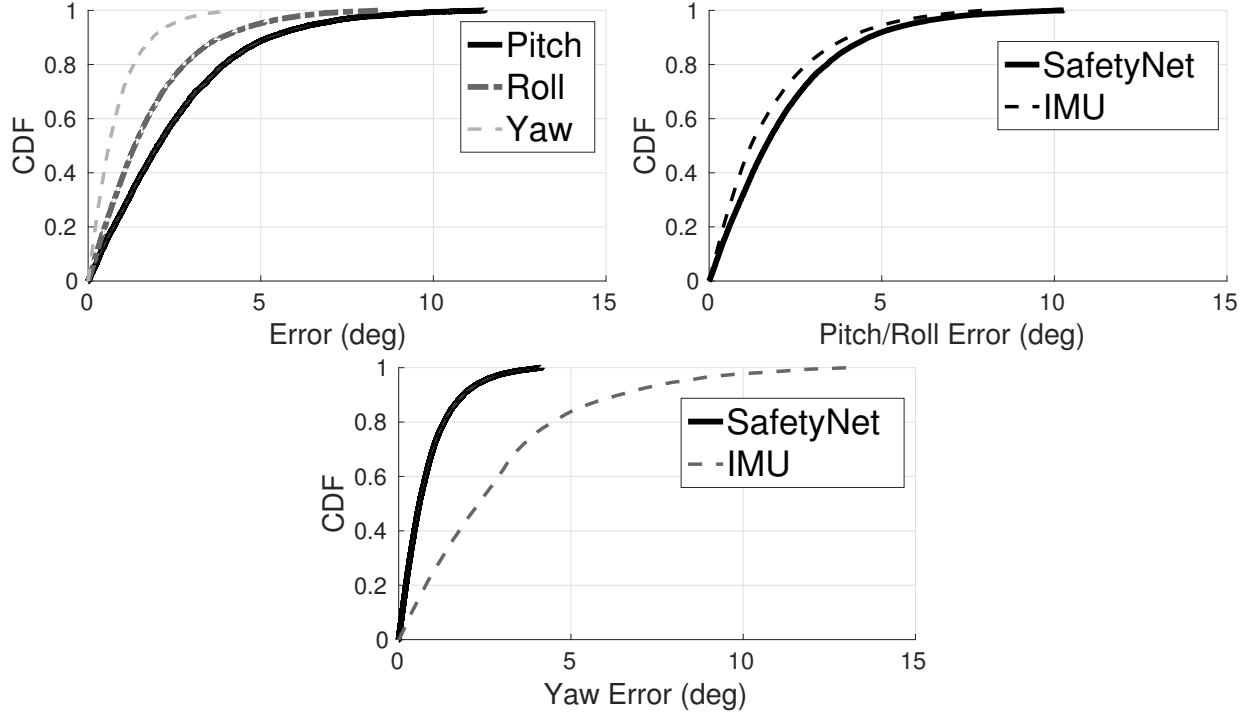 1
0.8
0.6
0.4
0.2
0
CDF
0
5
10
15
Error (deg)
Pitch
Roll
Yaw
1
0.8
0.6
0.4
0.2
0
CDF
0
5
10
15
Pitch/Roll Error (deg)
SafetyNet
IMU
1
0.8
0.6
0.4
0.2
0
CDF
0
5
10
15
Yaw Error (deg)
SafetyNet
IMU